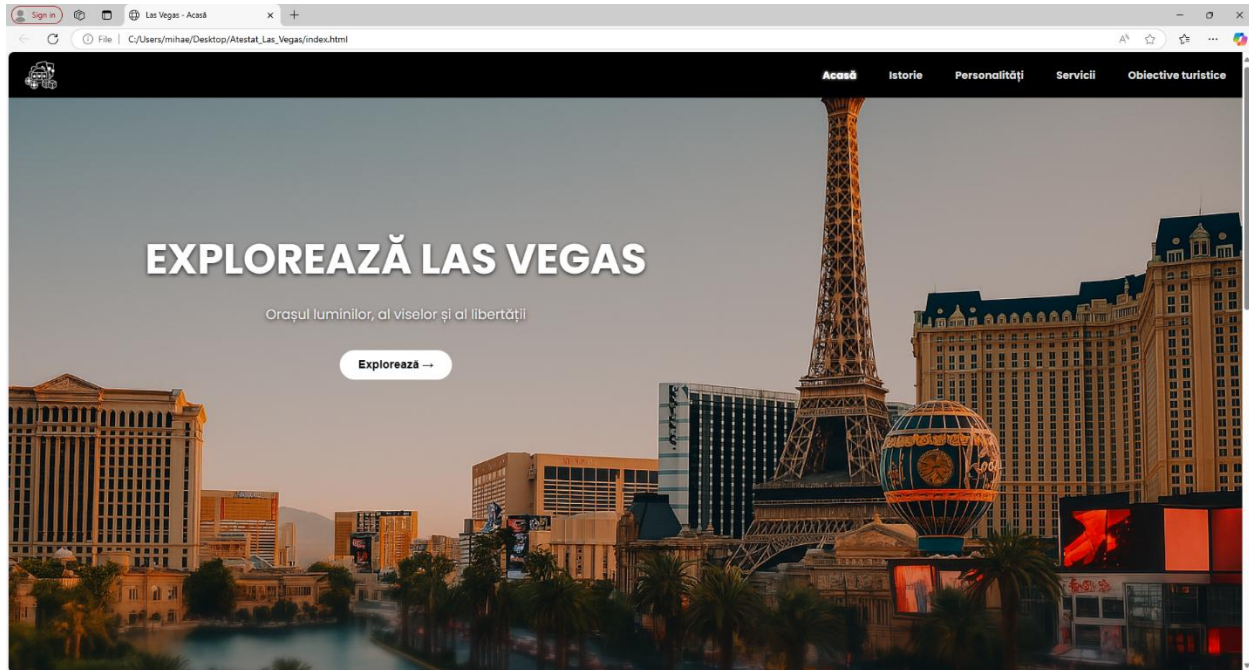 Sign in
Las Vegas - Acasă
File
C:/Users/mihae/Desktop/Atestat_Las_Vegas/index.html
Acasă
Istorie
Personalități
Servicii
Obiective turistice
EXPLOREAZĂ LAS VEGAS
Orașul luminilor, al viselor și al libertății
Explorează →